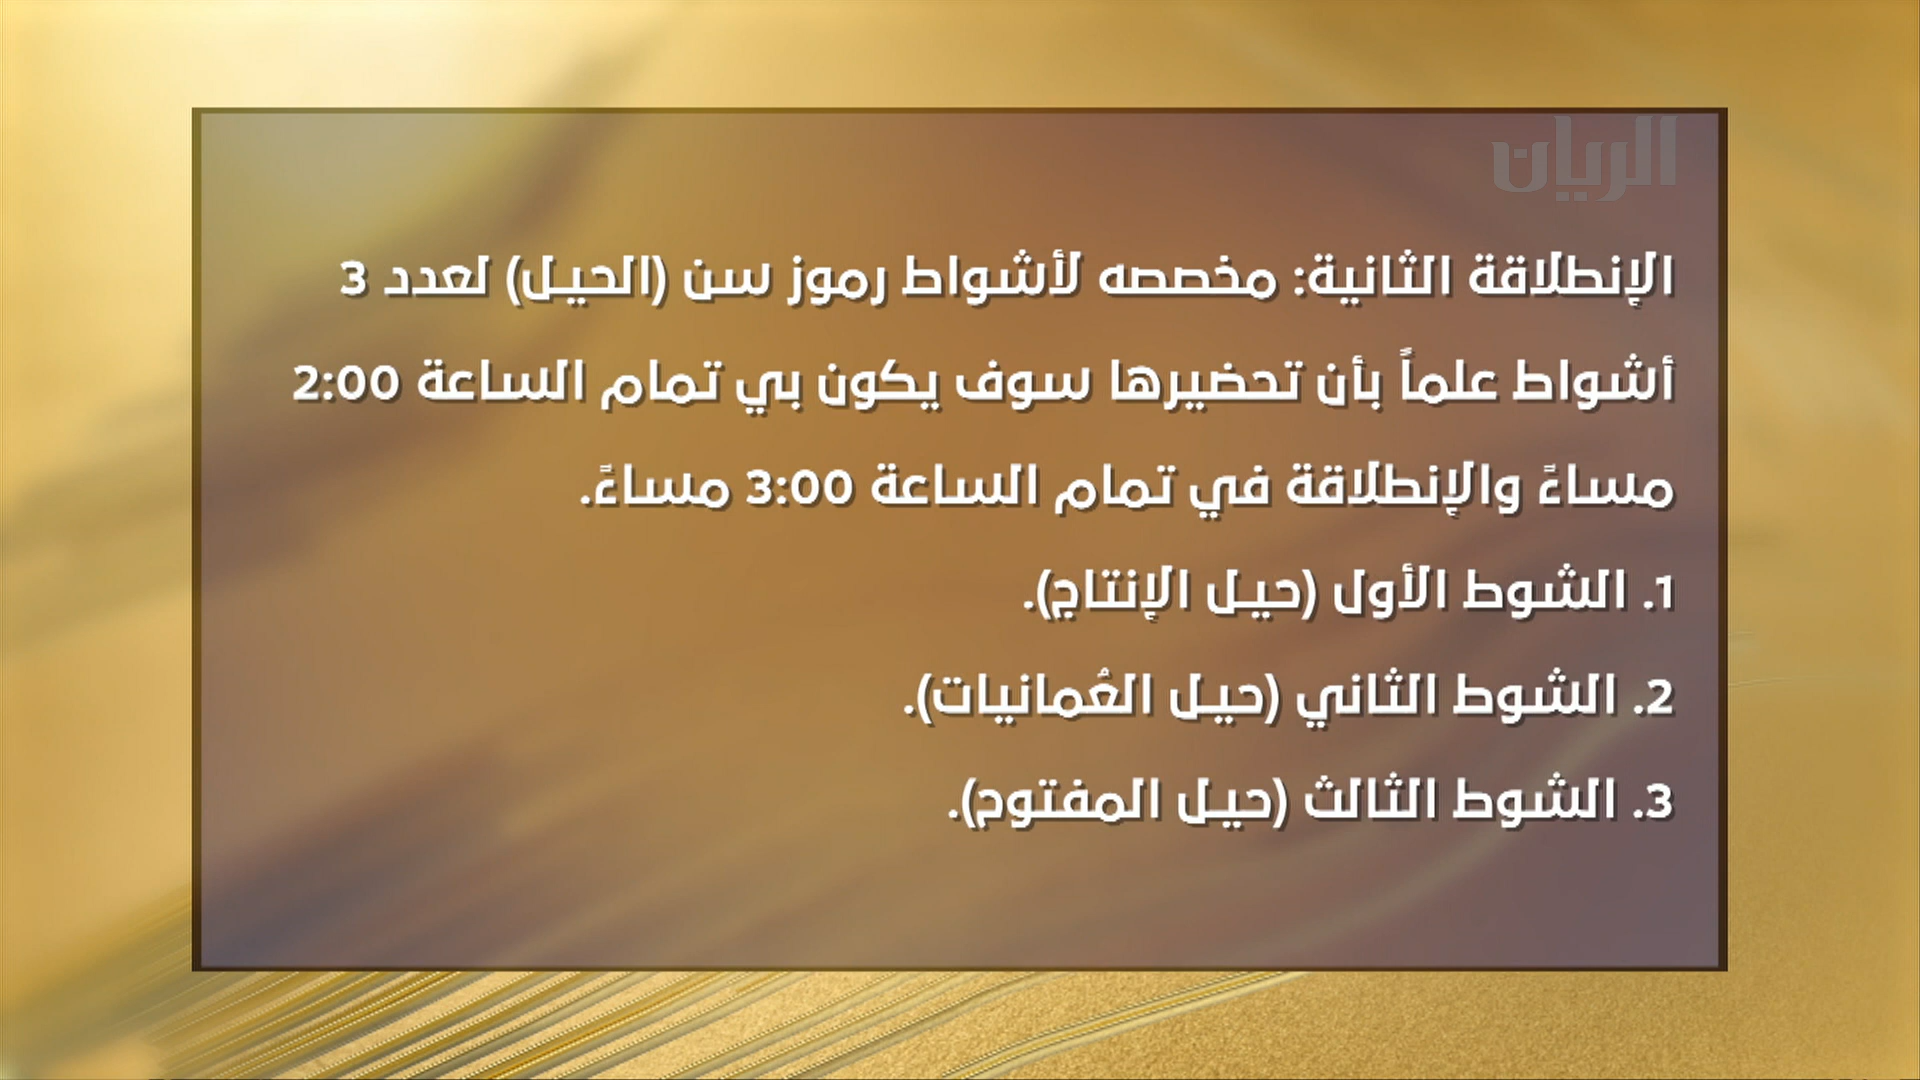 الريان
الإنطلاقة الثانية: مخصصه لأشواط رموز سن (الحيل) لعدد 3
أشواط علماً بأن تحضيرها سوف يكون بي تمام الساعة 2:00
مساءً والإنطلاقة في تمام الساعة 3:00 مساءً.
1. الشوط الأول (حيل الإنتاج).
2. الشوط الثاني (حيل العُمانيات).
3. الشوط الثالث (حيل المفتوح).